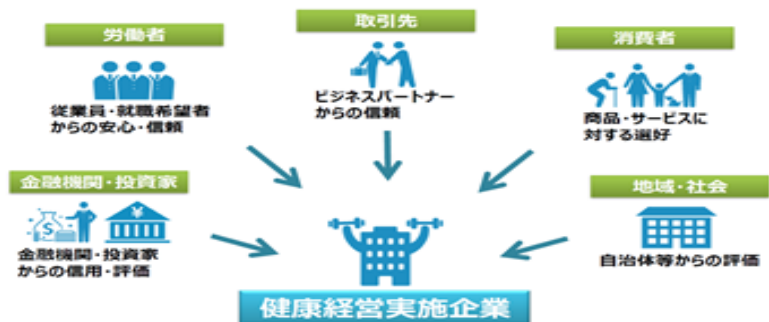 労働者
従業員・就職希望者
からの安心・信頼
取引先
ビジネスパートナー
からの信頼
消費者
商品・サービスに
対する選好
金融機関・投資家
$
¥
金融機関・投資家
からの信用・評価
地域・社会
自治体等からの評価
健康経営実施企業